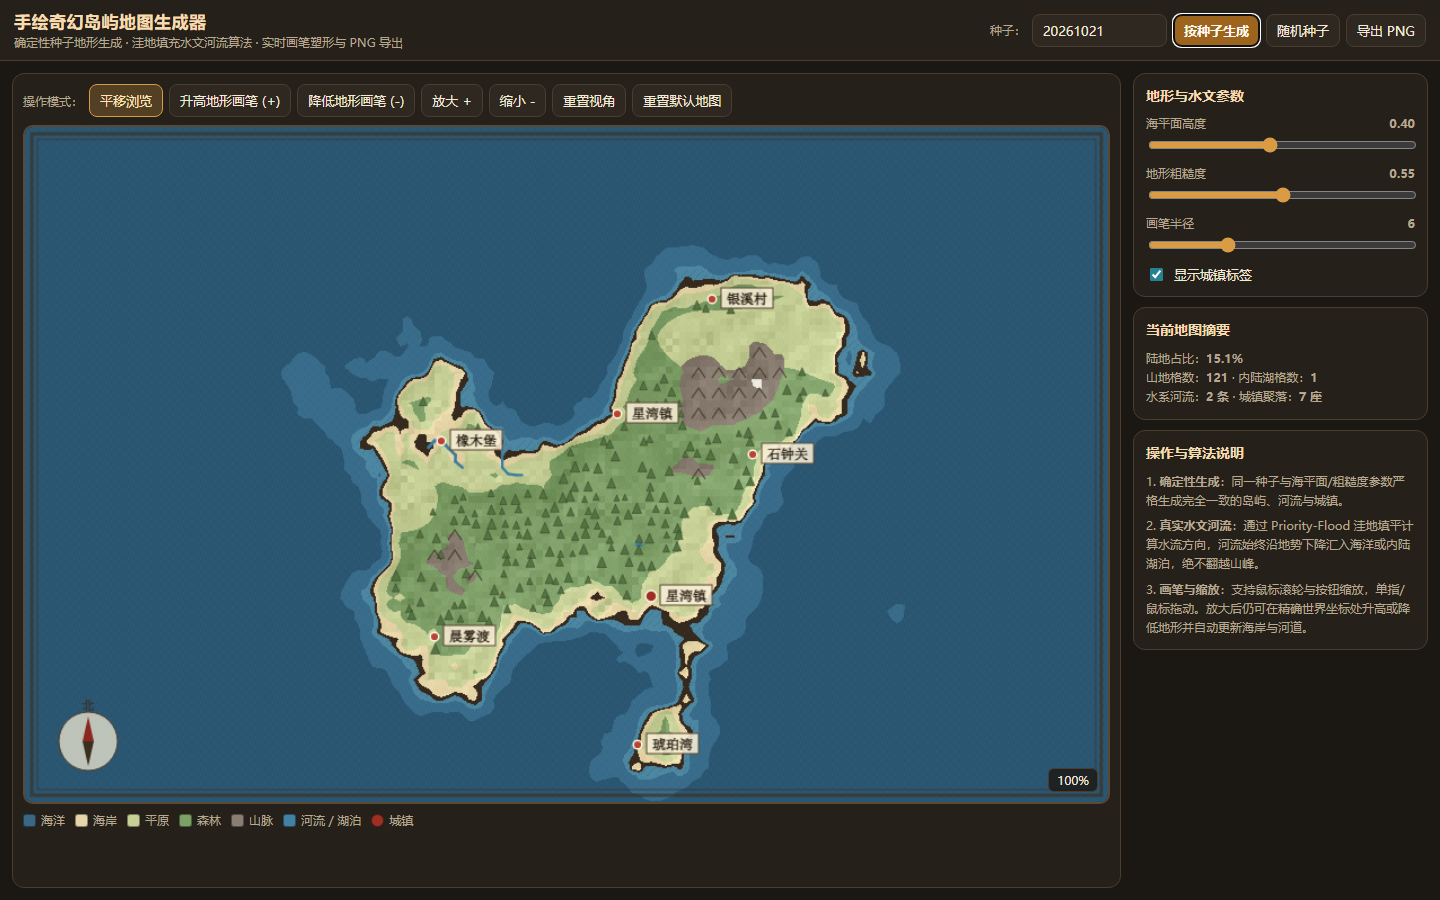 手绘奇幻岛屿地图生成器
确定性种子地形生成 · 洼地填充水文河流算法 · 实时画笔塑形与 PNG 导出
种子： 20261021 按种子生成 随机种子 导出 PNG
操作模式： 平移浏览 升高地形画笔 (+) 降低地形画笔 (-) 放大 + 缩小 - 重置视角 重置默认地图
银溪村
星湾镇
橡木堡
石钟关
星湾镇
晨雾渡
琥珀湾
北
100%
海洋 海岸 平原 森林 山脉 河流 / 湖泊 城镇
地形与水文参数
海平面高度 0.40
地形粗糙度 0.55
画笔半径 6
显示城镇标签
当前地图摘要
陆地占比：15.1%
山地格数：121 · 内陆湖格数：1
水系河流：2 条 · 城镇聚落：7 座
操作与算法说明
1. 确定性生成：同一种子与海平面/粗糙度参数严
格生成完全一致的岛屿、河流与城镇。
2. 真实水文河流：通过 Priority-Flood 洼地填平计
算水流方向，河流始终沿地势下降汇入海洋或内陆
湖泊，绝不翻越山峰。
3. 画笔与缩放：支持鼠标滚轮与按钮缩放，单指/
鼠标拖动。放大后仍可在精确世界坐标处升高或降
低地形并自动更新海岸与河道。